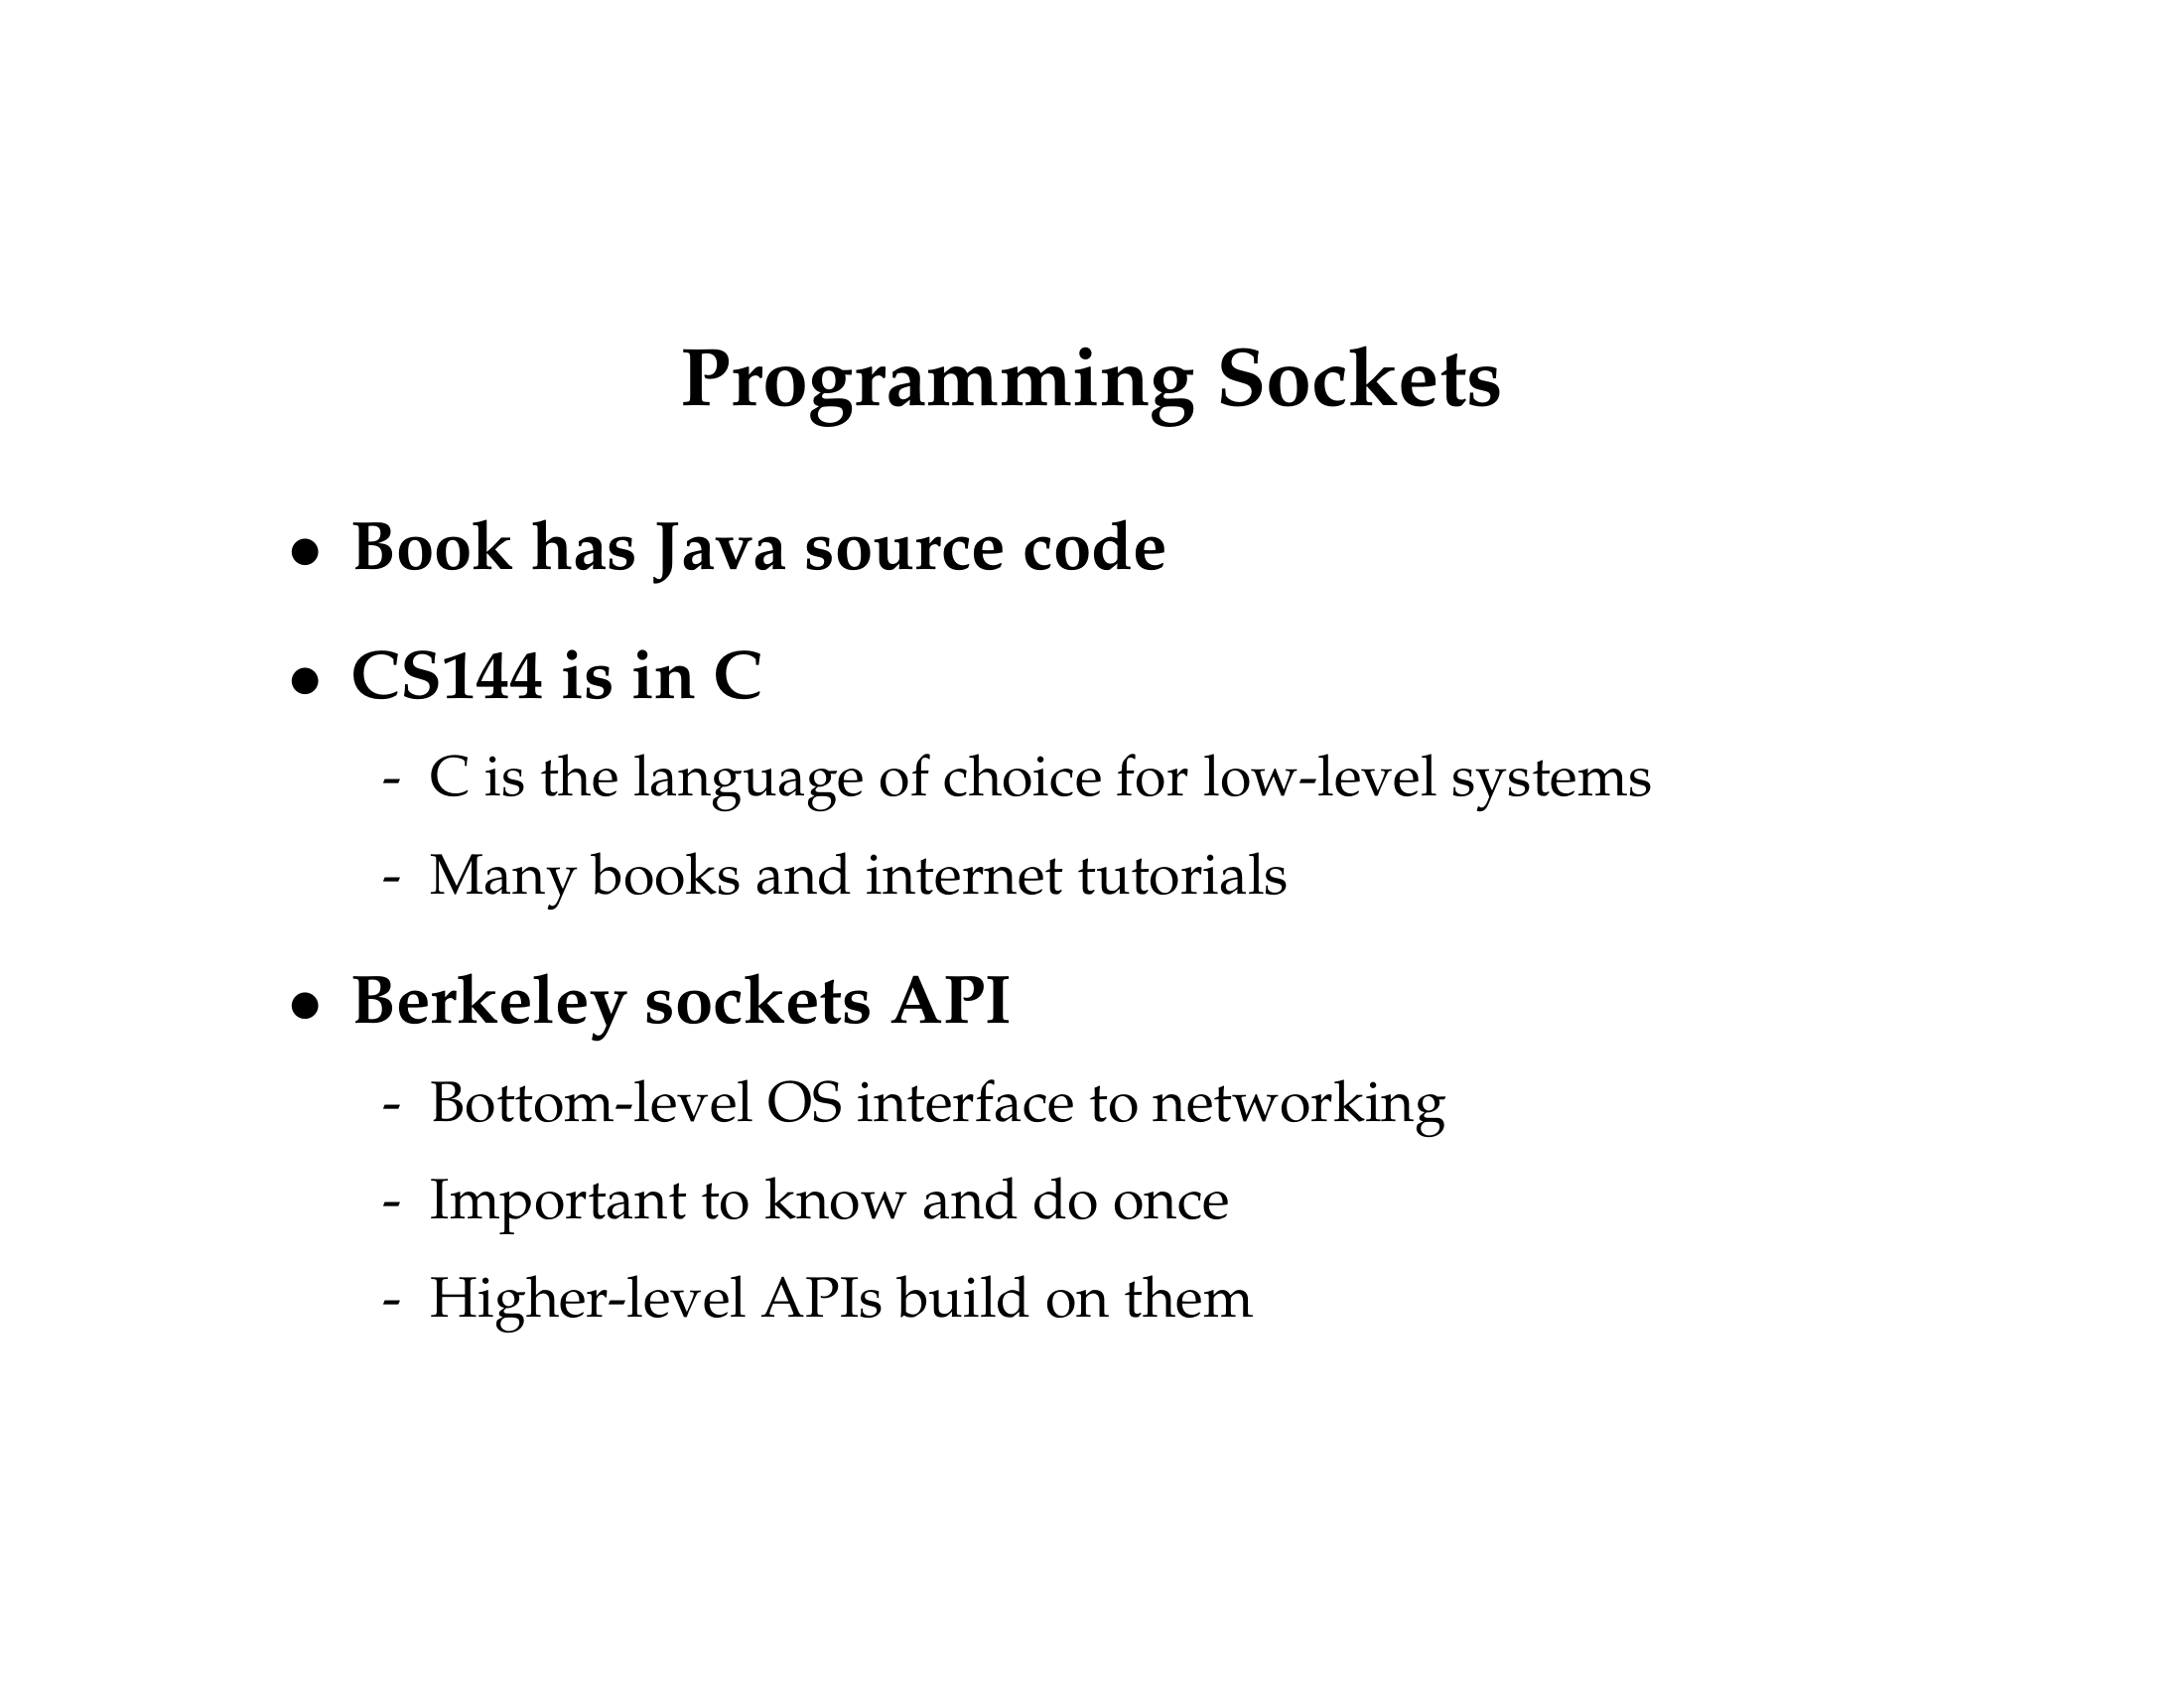 Programming Sockets
• Book has Java source code
• CS144 is in C
- C is the language of choice for low-level systems
- Many books and internet tutorials
• Berkeley sockets API
- Bottom-level OS interface to networking
- Important to know and do once
- Higher-level APIs build on them